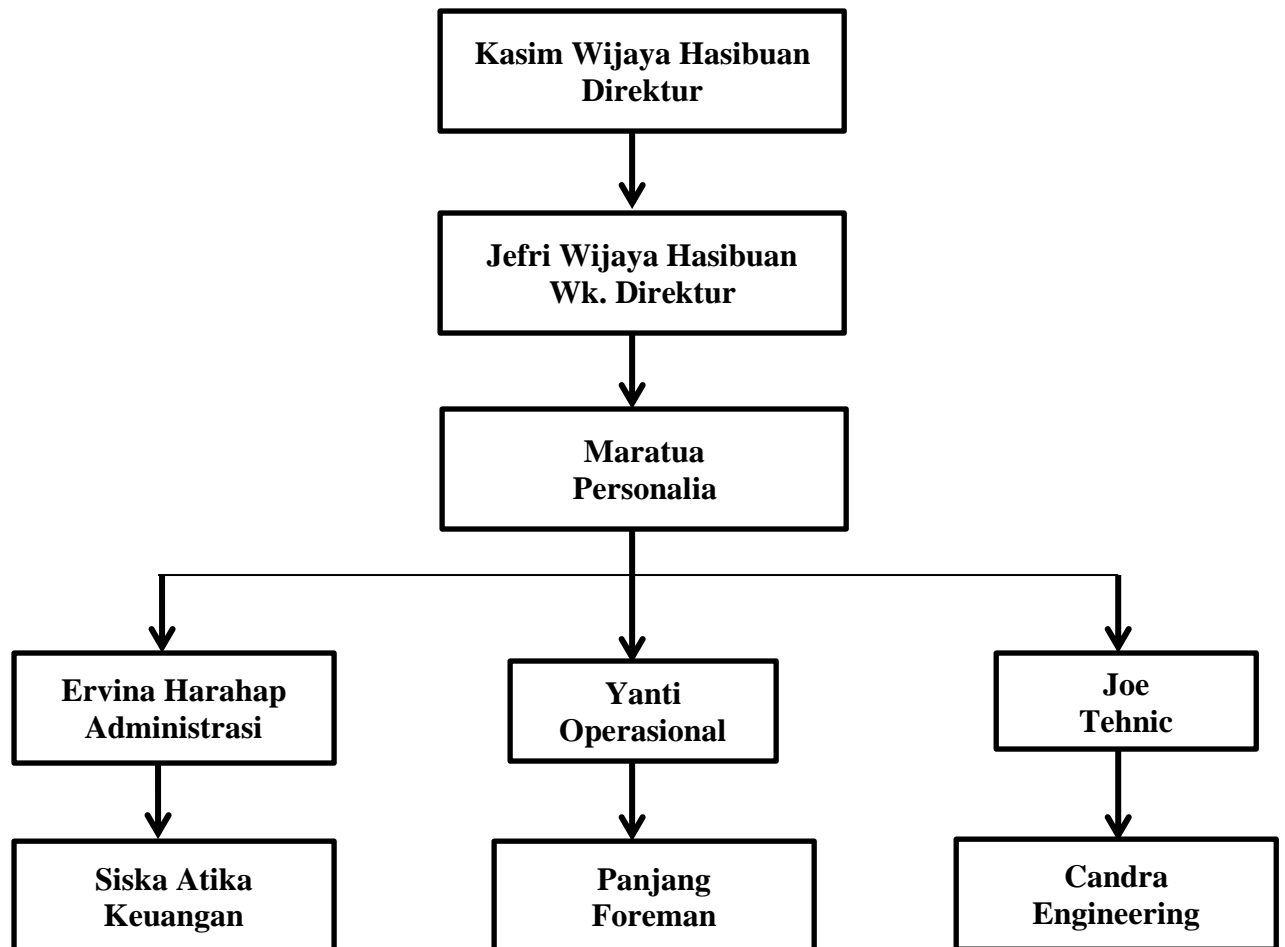 Kasim Wijaya Hasibuan
Direktur
Jefri Wijaya Hasibuan
Wk. Direktur
Maratua
Personalia
Ervina Harahap
Administrasi
Yanti
Operasional
Joe
Tehnic
Siska Atika
Keuangan
Panjang
Foreman
Candra
Engineering